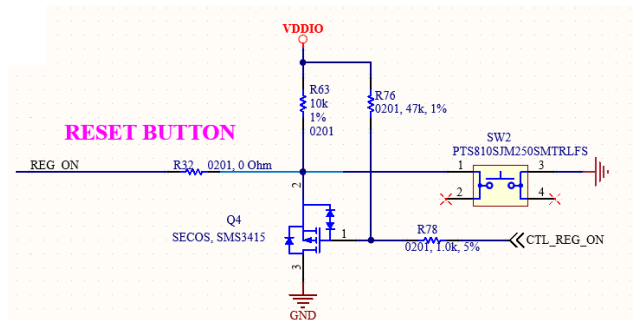 VDDIO
R63
10k
1%
0201
R76
0201, 47k, 1%
RESET BUTTON
SW2
PTS810SJM250SMTRLFS
REG_ON
R32
0201, 0 Ohm
1
3
2
4
2
Q4
SECOS, SMS3415
1
R78
0201, 1.0k, 5%
CTL_REG_ON
3
GND